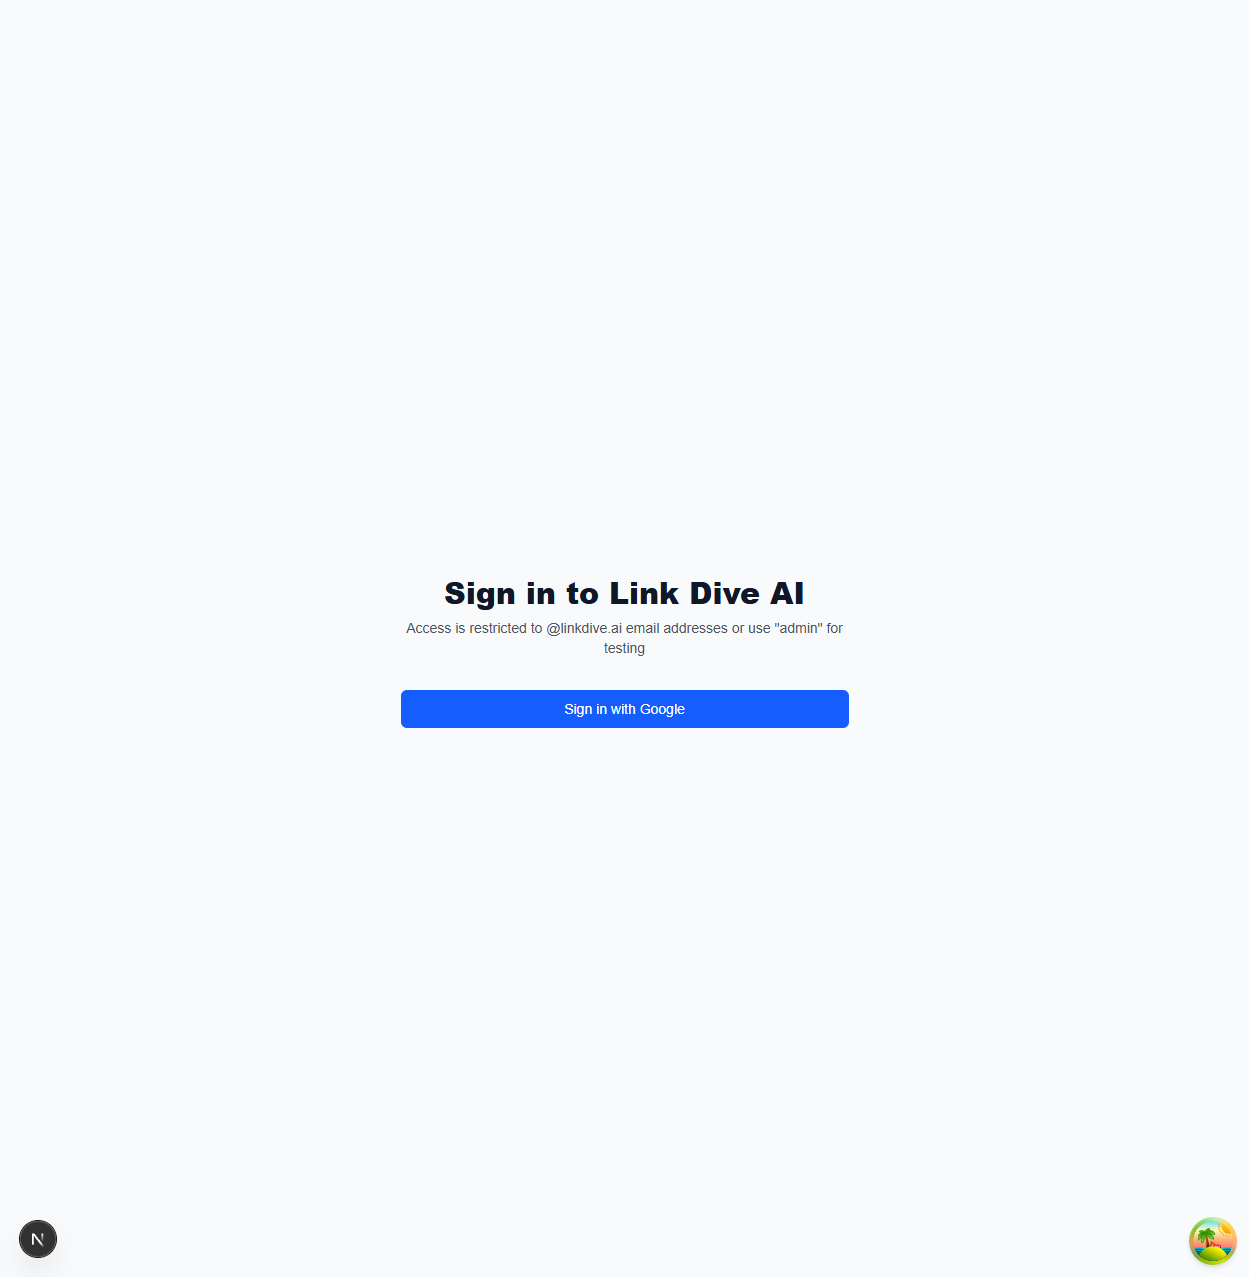 Sign in to Link Dive AI
Access is restricted to @linkdive.ai email addresses or use "admin" for
testing
Sign in with Google
N